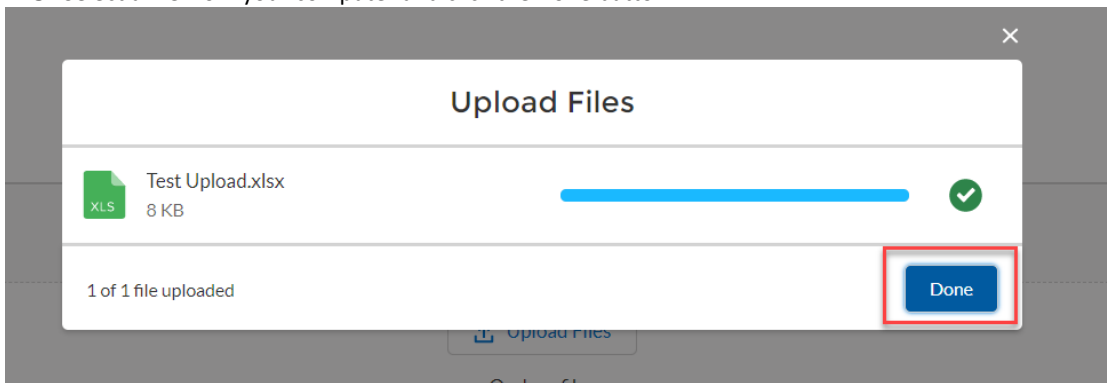 Upload Files
Test Upload.xlsx
XLS
8 KB
1 of 1 file uploaded
Done
Upload Files